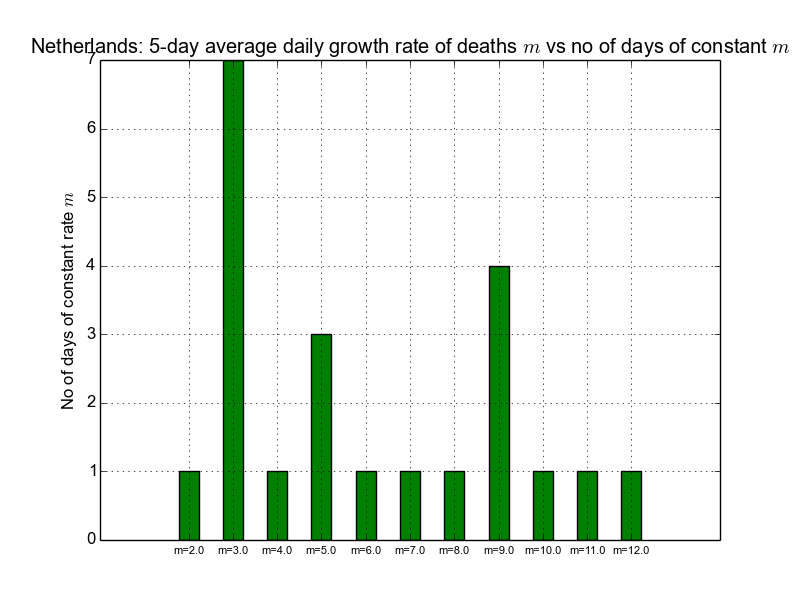 Netherlands: 5-day average daily growth rate of deaths m vs no of days of constant m
No of days of constant rate m
7
6
5
4
3
2
1
0
m=2.0 m=3.0 m=4.0 m=5.0 m=6.0 m=7.0 m=8.0 m=9.0 m=10.0 m=11.0 m=12.0